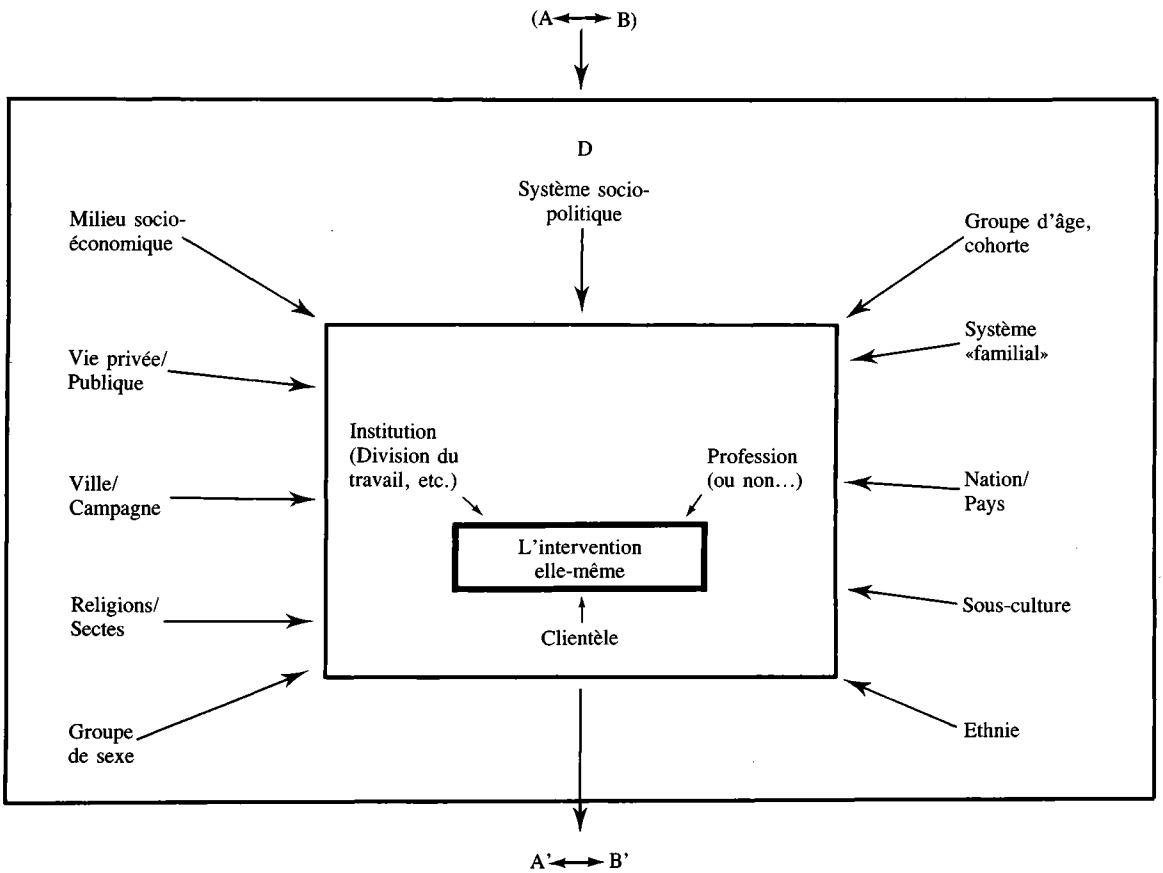 (A ⟷ B)
D
Système socio-
politique
Milieu socio-
économique
Groupe d'âge,
cohorte
Vie privée/
Publique
Système
«familial»
Institution
(Division du
travail, etc.)
Profession
(ou non...)
Ville/
Campagne
Nation/
Pays
L'intervention
elle-même
Religions/
Sectes
Sous-culture
Clientèle
Groupe
de sexe
Ethnie
A' ⟷ B'